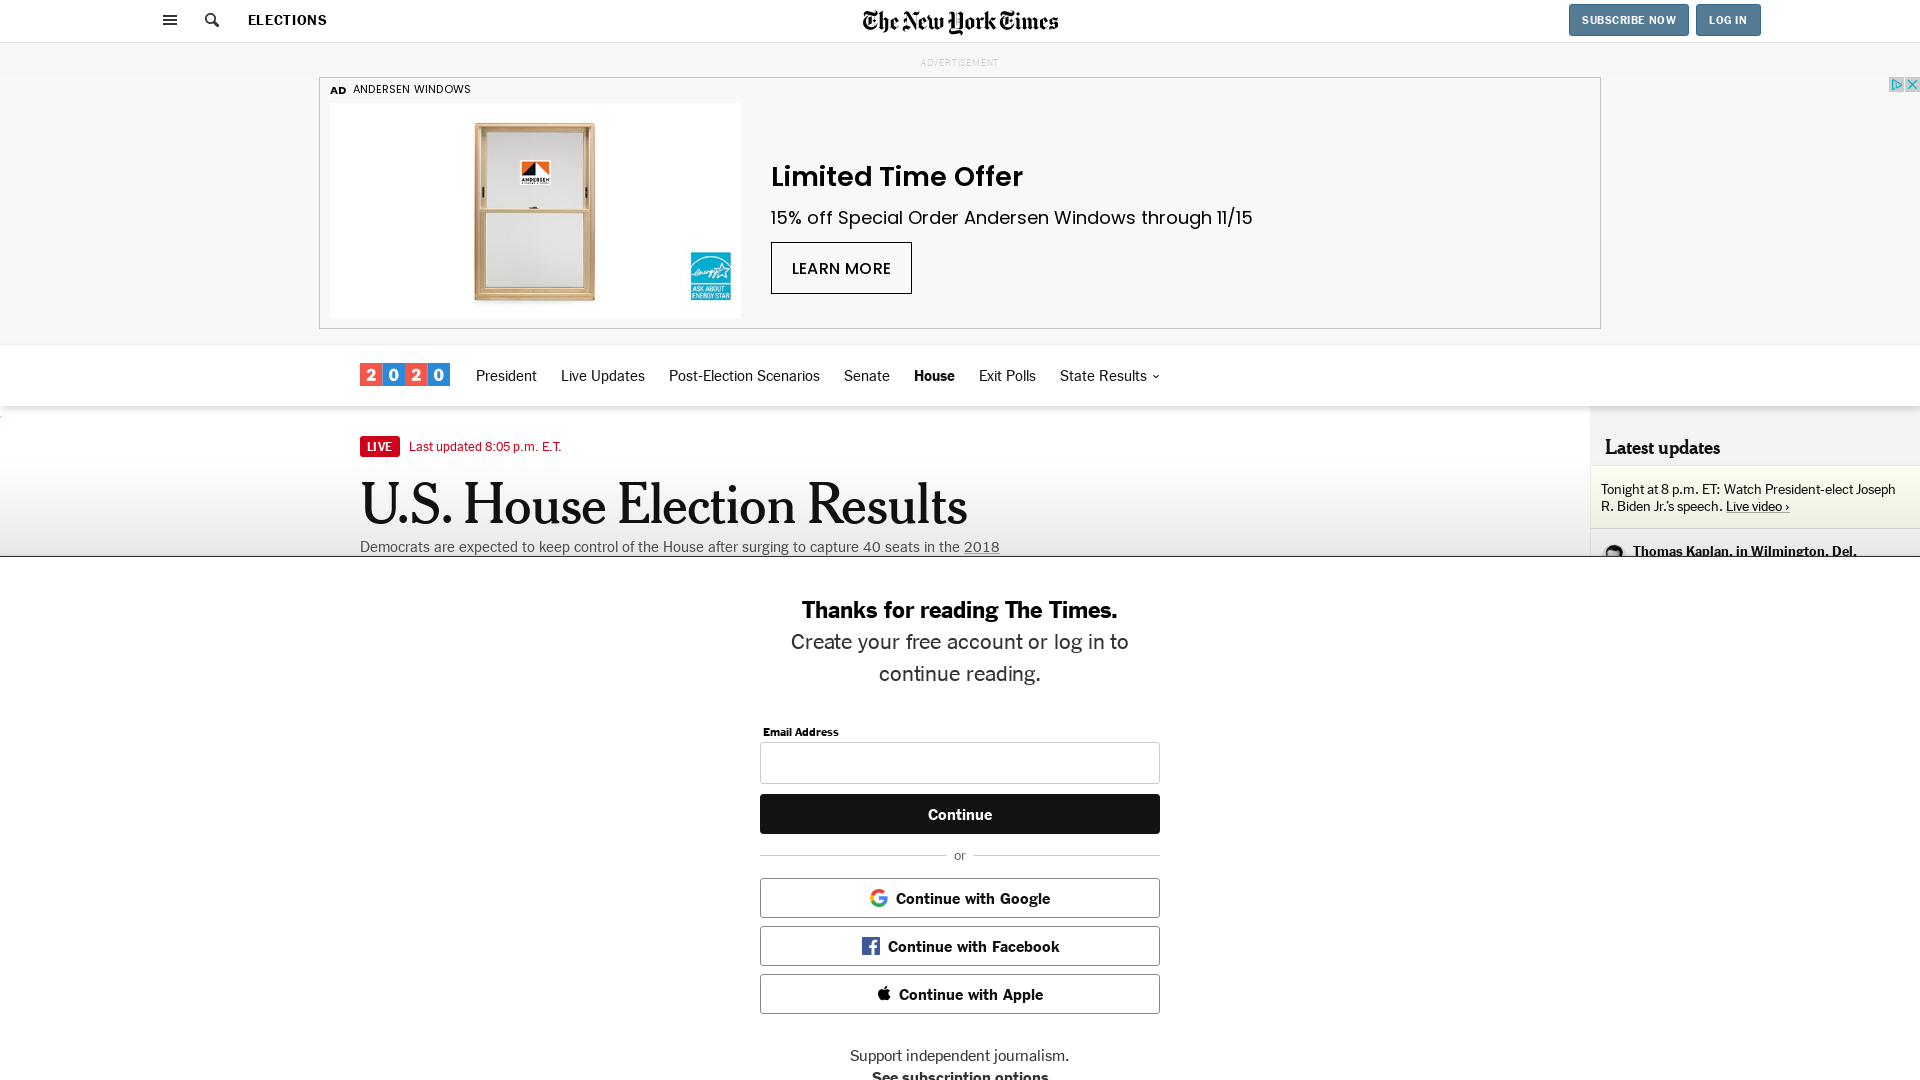 ELECTIONS
The New York Times
SUBSCRIBE NOW
LOG IN
ADVERTISEMENT
AD ANDERSEN WINDOWS
ANDERSEN
energy
ASK ABOUT
ENERGY STAR
Limited Time Offer
15% off Special Order Andersen Windows through 11/15
LEARN MORE
2020 President Live Updates Post-Election Scenarios Senate House Exit Polls State Results
LIVE Last updated 8:05 p.m. E.T.
U.S. House Election Results
Democrats are expected to keep control of the House after surging to capture 40 seats in the 2018
Latest updates
Tonight at 8 p.m. ET: Watch President-elect Joseph
R. Biden Jr.'s speech. Live video ›
Thomas Kaplan, in Wilmington, Del.
Thanks for reading The Times.
Create your free account or log in to
continue reading.
Email Address
Continue
or
Continue with Google
Continue with Facebook
Continue with Apple
Support independent journalism.
See subscription options